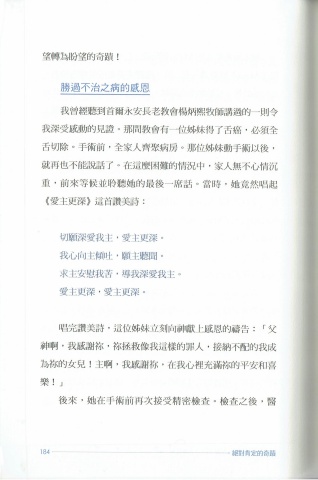 望轉為盼望的奇蹟！
勝過不治之病的感恩
我曾經聽到首爾永安長老教會楊炳熙牧師講過的一則令
我深受感動的見證。那間教會有一位姊妹得了舌癌，必須全
舌切除。手術前，全家人齊聚病房。那位姊妹動手術以後，
就再也不能說話了。在這麼困難的情況中，家人無不心情沉
重，前來等候並聆聽她的最後一席話。當時，她竟然唱起
《愛主更深》這首讚美詩：
切願深愛我主，愛主更深。
我心向主傾吐，願主聽聞。
求主安慰我苦，導我深愛我主。
愛主更深，愛主更深。
唱完讚美詩，這位姊妹立刻向神獻上感恩的禱告：「父
神啊，我感謝祢，祢拯救像我這樣的罪人，接納不配的我成
為祢的女兒！主啊，我感謝祢，在我心裡充滿祢的平安和喜
樂！」
後來，她在手術前再次接受精密檢查。檢查之後，醫
184
絕對肯定的奇蹟